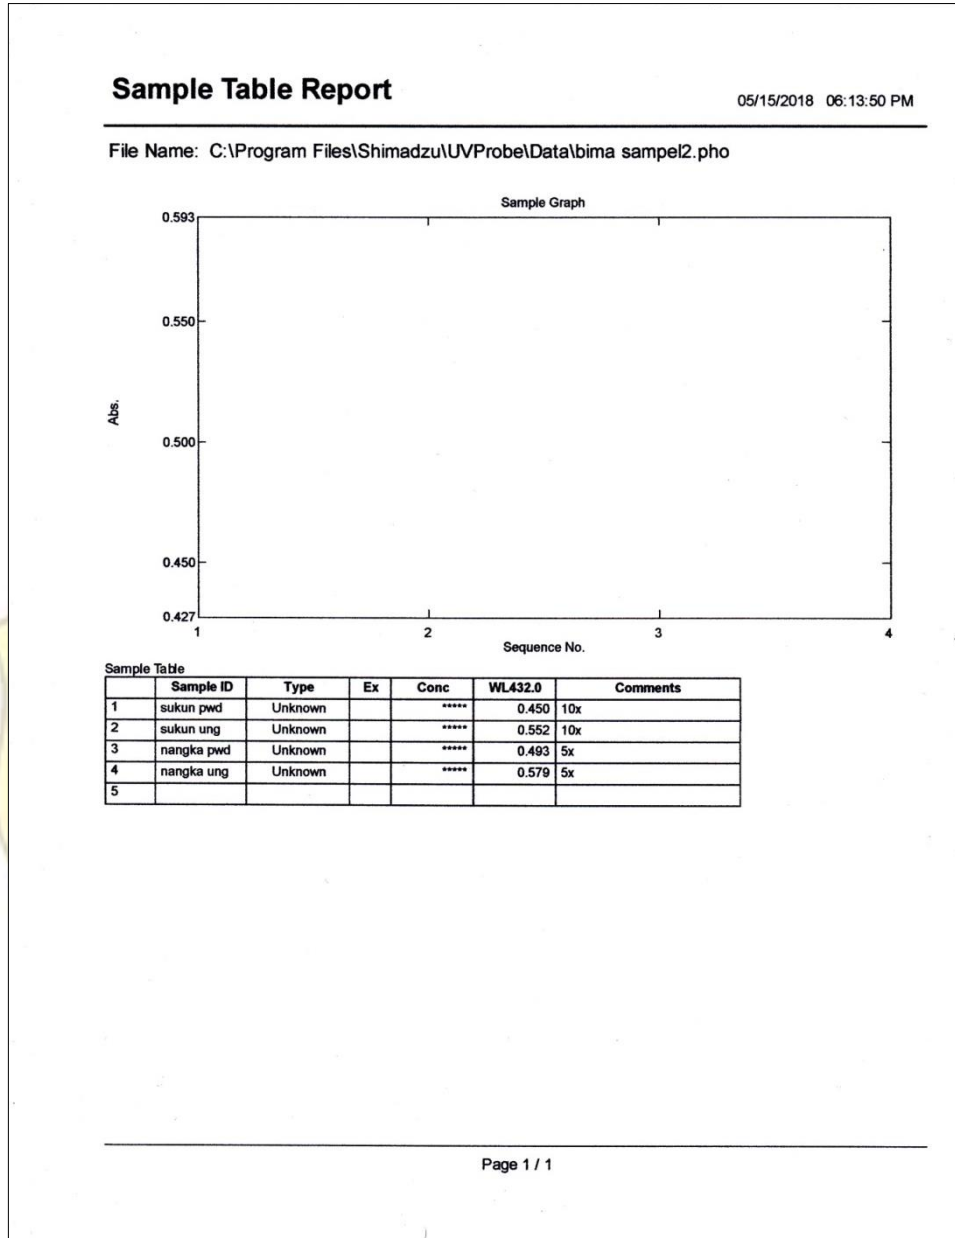 Sample Table Report
05/15/2018 06:13:50 PM
File Name: C:\Program Files\Shimadzu\UVProbe\Data\bima sampel2.pho
Sample Graph
0.593
0.550
Abs.
0.500
0.450
0.427
1 2 3 4
Sequence No.
Sample Table
Sample ID Type Ex Conc WL432.0 Comments
1 sukun pwd Unknown ***** 0.450 10x
2 sukun ung Unknown ***** 0.552 10x
3 nangka pwd Unknown ***** 0.493 5x
4 nangka ung Unknown ***** 0.579 5x
5
Page 1 / 1